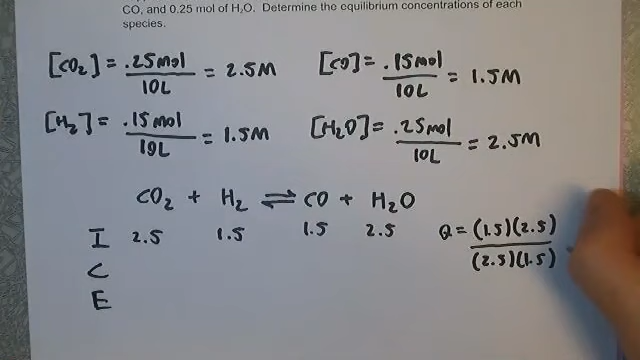 CO, and 0.25 mol of H₂O. Determine the equilibrium concentrations of each
species.
[CO₂] = .25mol / 10L = 2.5M [CO] = .15mol / 10L = 1.5M
[H₂] = .15mol / 10L = 1.5M [H₂O] = .25mol / 10L = 2.5M
CO₂ + H₂ ⇌ CO + H₂O
I 2.5 1.5 1.5 2.5 Q = (1.5)(2.5) / (2.5)(1.5)
C
E